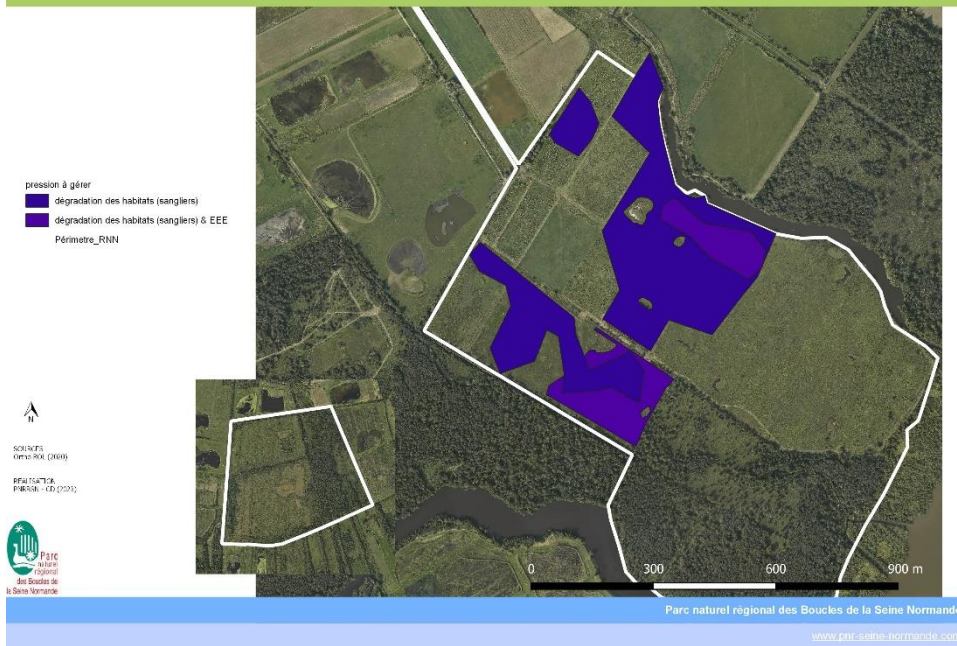 pression à gérer
dégradation des habitats (sangliers)
dégradation des habitats (sangliers) & EEE
Périmetre_RNN
N
SOURCES
Ortho (2020)
REALISATION
Parc
naturel
régional
des Boucles de
la Seine Normande
0 300 600 900 m
Parc naturel régional des Boucles de la Seine Normande
www.pnr-seine-normande.com